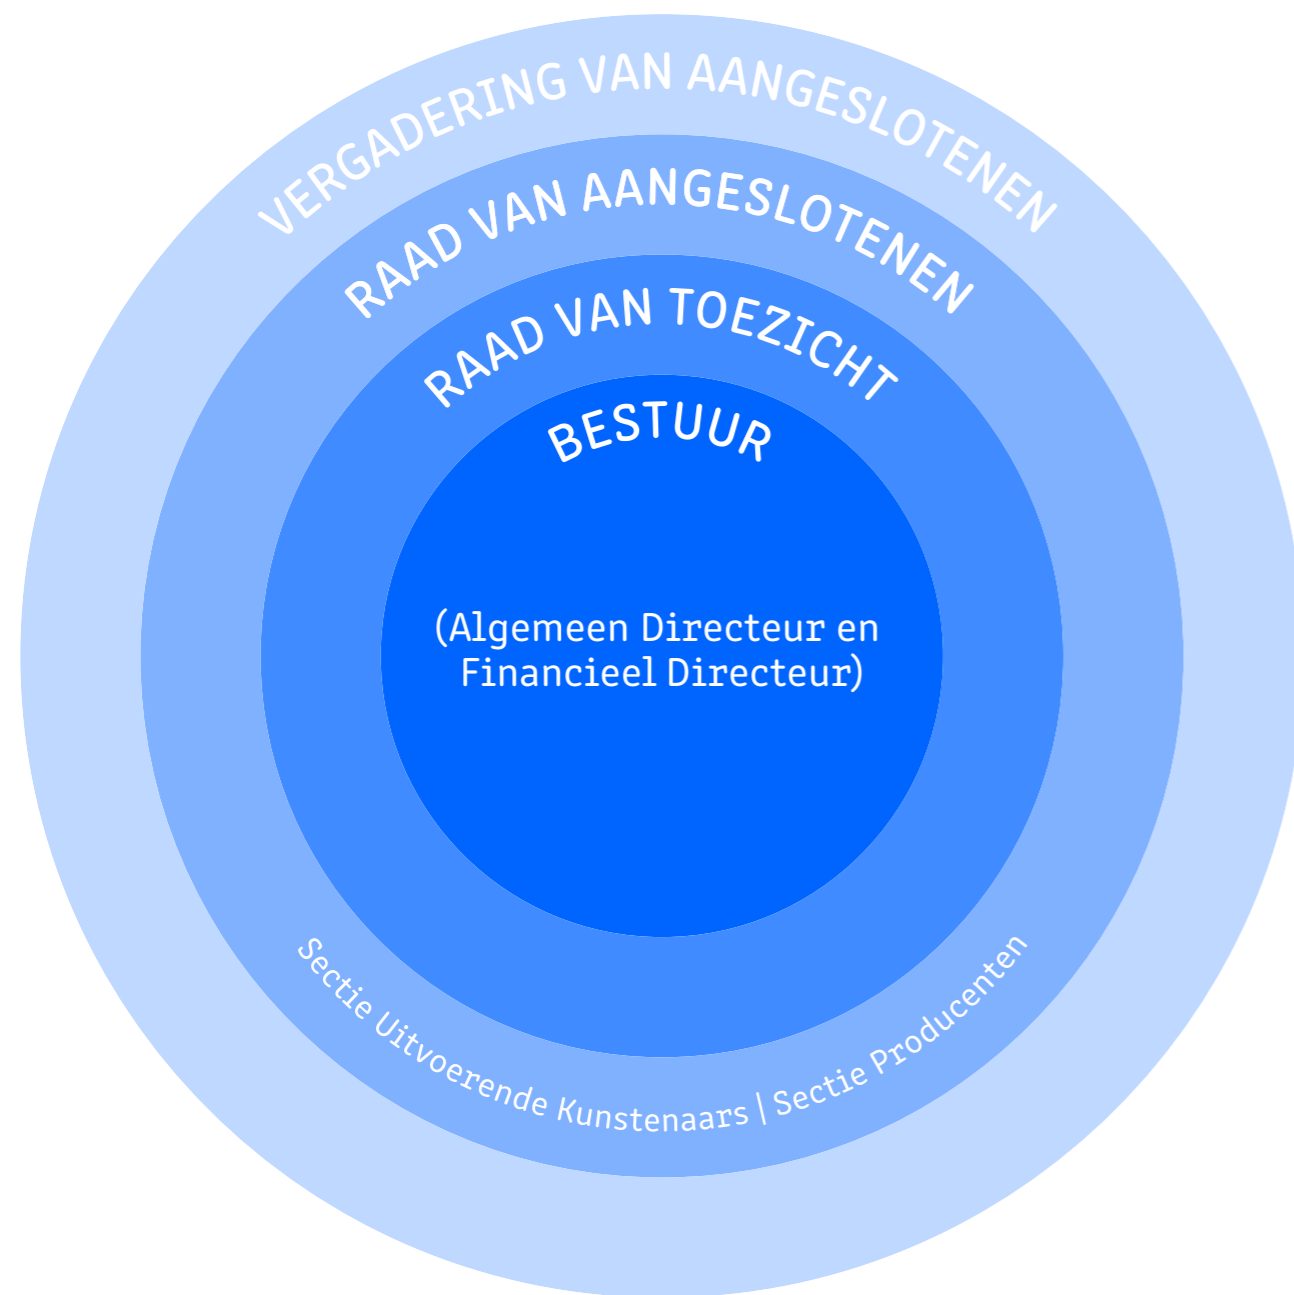 VERGADERING VAN AANGESLOTENEN
RAAD VAN AANGESLOTENEN
RAAD VAN TOEZICHT
BESTUUR
(Algemeen Directeur en
Financieel Directeur)
Sectie Uitvoerende Kunstenaars | Sectie Producenten